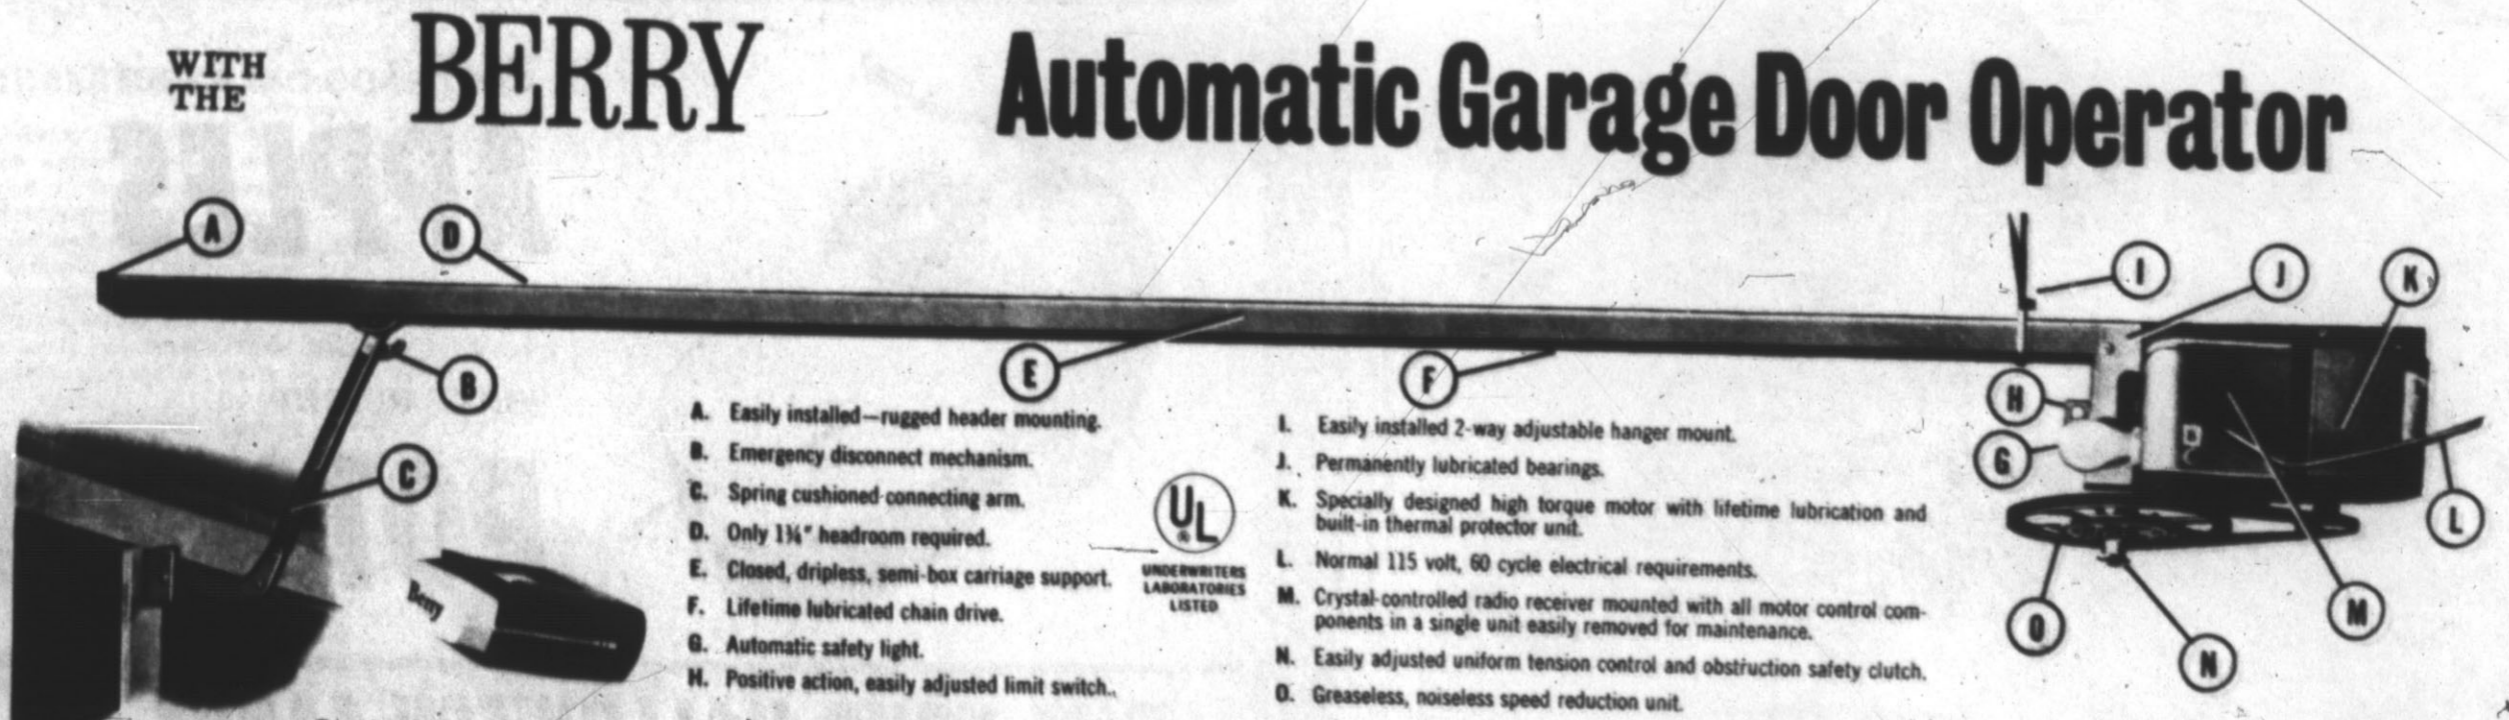 WITH
THE
BERRY
Automatic Garage Door Operator
A
D
I
J
K
B
E
F
H
G
C
L
O
N
M
Berry
A. Easily installed—rugged header mounting.
B. Emergency disconnect mechanism.
C. Spring cushioned connecting arm.
D. Only 1¾" headroom required.
E. Closed, dripless, semi-box carriage support.
F. Lifetime lubricated chain drive.
G. Automatic safety light.
H. Positive action, easily adjusted limit switch.
UL
®
UNDERWRITERS
LABORATORIES
LISTED
I. Easily installed 2-way adjustable hanger mount.
J. Permanently lubricated bearings.
K. Specially designed high torque motor with lifetime lubrication and
built-in thermal protector unit.
L. Normal 115 volt, 60 cycle electrical requirements.
M. Crystal-controlled radio receiver mounted with all motor control com-
ponents in a single unit easily removed for maintenance.
N. Easily adjusted uniform tension control and obstruction safety clutch.
O. Greaseless, noiseless speed reduction unit.